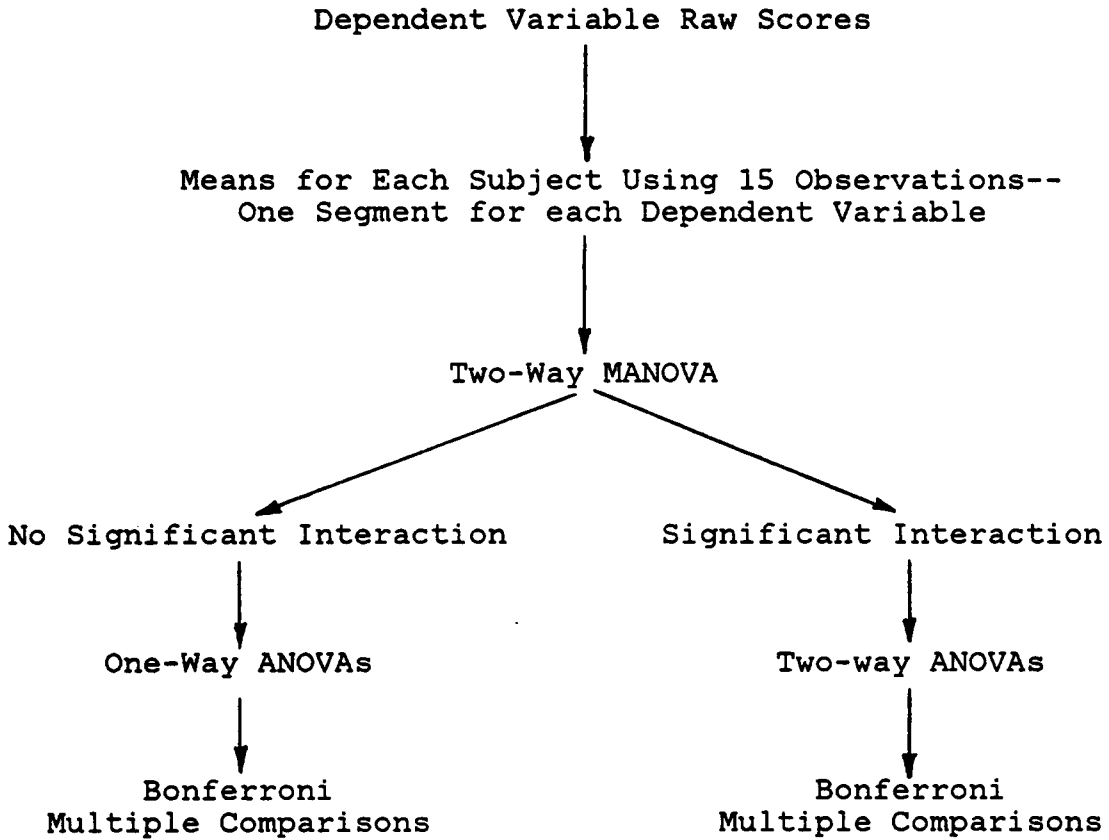 Dependent Variable Raw Scores
Means for Each Subject Using 15 Observations--
One Segment for each Dependent Variable
Two-Way MANOVA
No Significant Interaction
Significant Interaction
One-Way ANOVAs
Two-way ANOVAs
Bonferroni
Multiple Comparisons
Bonferroni
Multiple Comparisons